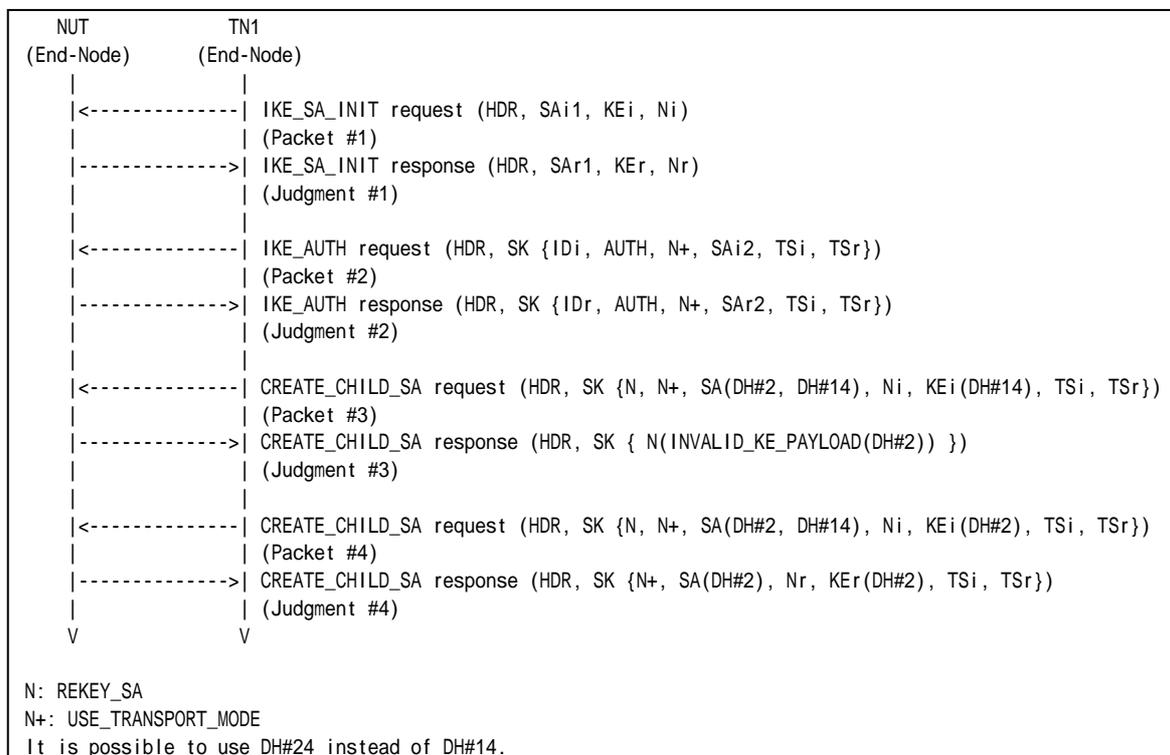 NUT TN1
(End-Node) (End-Node)
| |
|<--------------| IKE_SA_INIT request (HDR, SAi1, KEi, Ni)
| | (Packet #1)
|-------------->| IKE_SA_INIT response (HDR, SAr1, KEr, Nr)
| | (Judgment #1)
| |
|<--------------| IKE_AUTH request (HDR, SK {IDi, AUTH, N+, SAi2, TSi, TSr})
| | (Packet #2)
|-------------->| IKE_AUTH response (HDR, SK {IDr, AUTH, N+, SAr2, TSi, TSr})
| | (Judgment #2)
| |
|<--------------| CREATE_CHILD_SA request (HDR, SK {N, N+, SA(DH#2, DH#14), Ni, KEi(DH#14), TSi, TSr})
| | (Packet #3)
|-------------->| CREATE_CHILD_SA response (HDR, SK { N(INVALID_KE_PAYLOAD(DH#2)) })
| | (Judgment #3)
| |
|<--------------| CREATE_CHILD_SA request (HDR, SK {N, N+, SA(DH#2, DH#14), Ni, KEi(DH#2), TSi, TSr})
| | (Packet #4)
|-------------->| CREATE_CHILD_SA response (HDR, SK {N+, SA(DH#2), Nr, KEr(DH#2), TSi, TSr})
| | (Judgment #4)
V V
N: REKEY_SA
N+: USE_TRANSPORT_MODE
It is possible to use DH#24 instead of DH#14.